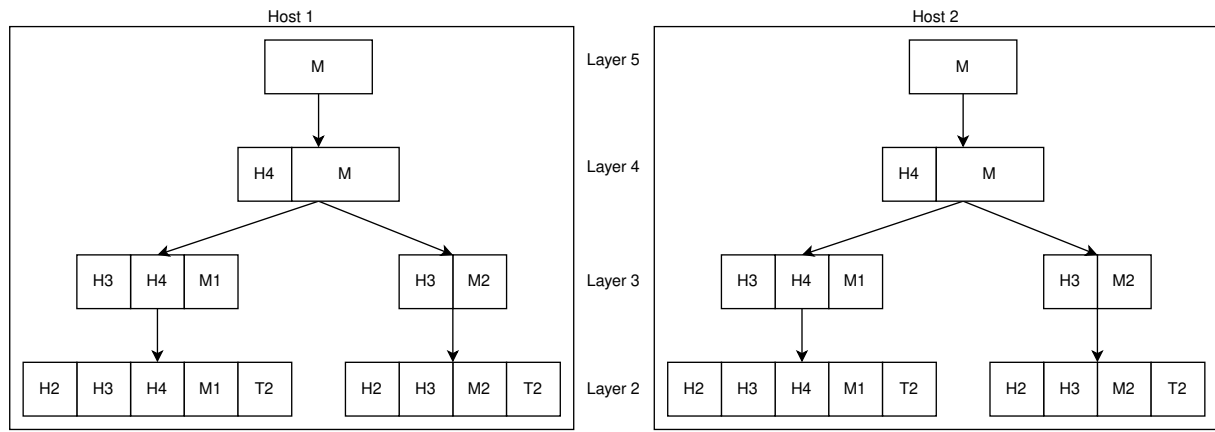 Host 1
Host 2
M
Layer 5
M
H4
M
Layer 4
H4
M
H3
H4
M1
H3
M2
Layer 3
H3
H4
M1
H3
M2
H2
H3
H4
M1
T2
H2
H3
M2
T2
Layer 2
H2
H3
H4
M1
T2
H2
H3
M2
T2